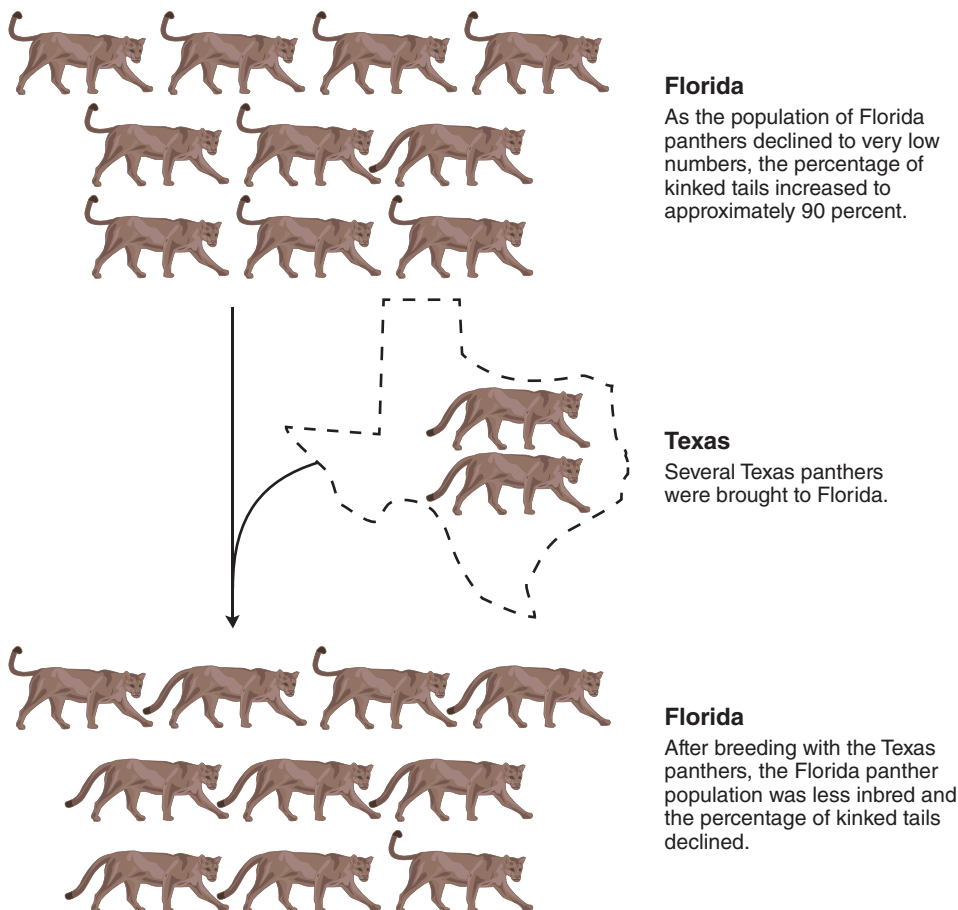 Florida
As the population of Florida
panthers declined to very low
numbers, the percentage of
kinked tails increased to
approximately 90 percent.
Texas
Several Texas panthers
were brought to Florida.
Florida
After breeding with the Texas
panthers, the Florida panther
population was less inbred and
the percentage of kinked tails
declined.